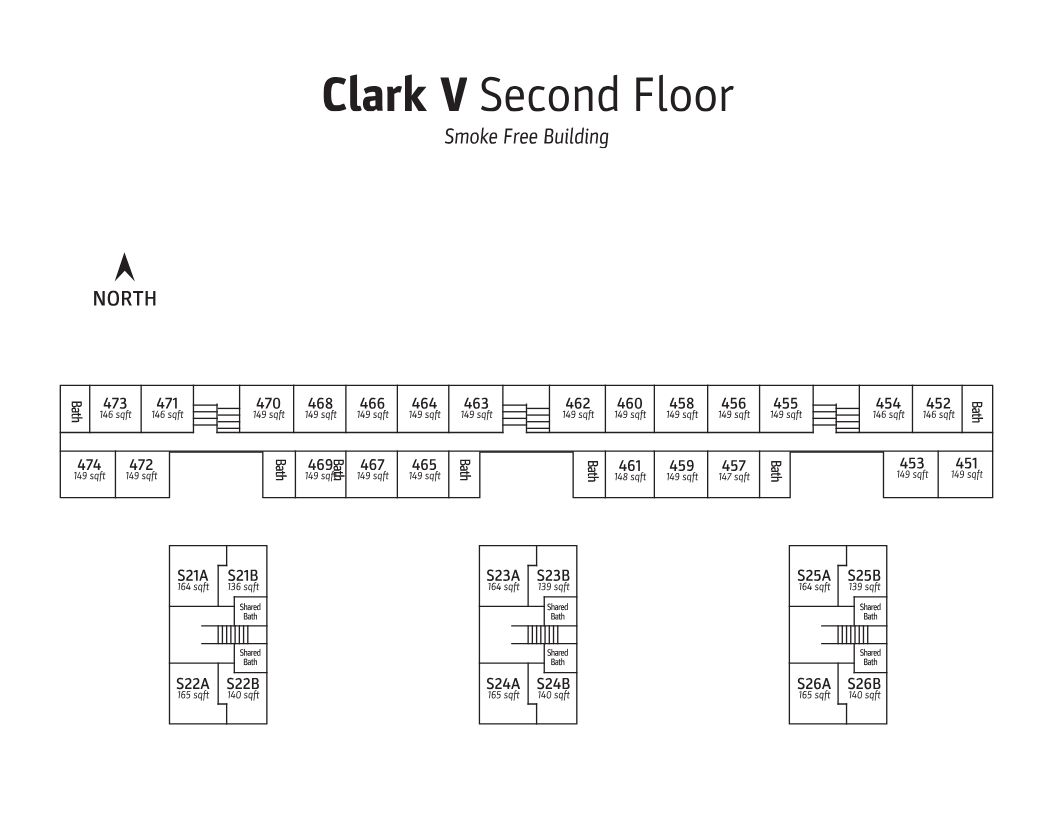 Clark V Second Floor
Smoke Free Building
NORTH
Bath
473
146 sqft
471
146 sqft
470
149 sqft
468
149 sqft
466
149 sqft
464
149 sqft
463
149 sqft
462
149 sqft
460
149 sqft
458
149 sqft
456
149 sqft
455
149 sqft
454
146 sqft
452
146 sqft
Bath
474
149 sqft
472
149 sqft
Bath
469
149 sqft
Bath
467
149 sqft
465
149 sqft
Bath
Bath
461
148 sqft
459
149 sqft
457
147 sqft
Bath
453
149 sqft
451
149 sqft
S21A
164 sqft
S21B
136 sqft
Shared
Bath
Shared
Bath
S22A
165 sqft
S22B
140 sqft
S23A
164 sqft
S23B
139 sqft
Shared
Bath
Shared
Bath
S24A
165 sqft
S24B
140 sqft
S25A
164 sqft
S25B
139 sqft
Shared
Bath
Shared
Bath
S26A
165 sqft
S26B
140 sqft